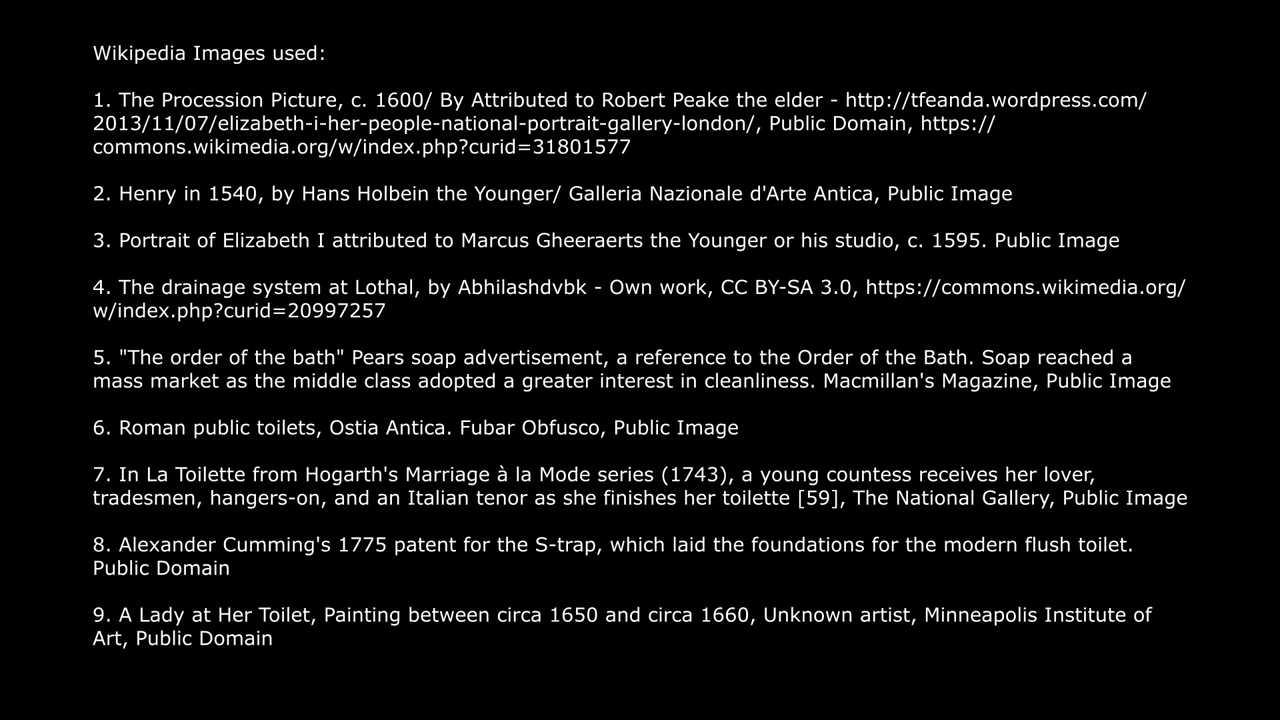 Wikipedia Images used:
1. The Procession Picture, c. 1600/ By Attributed to Robert Peake the elder - http://tfeanda.wordpress.com/
2013/11/07/elizabeth-i-her-people-national-portrait-gallery-london/, Public Domain, https://
commons.wikimedia.org/w/index.php?curid=31801577
2. Henry in 1540, by Hans Holbein the Younger/ Galleria Nazionale d'Arte Antica, Public Image
3. Portrait of Elizabeth I attributed to Marcus Gheeraerts the Younger or his studio, c. 1595. Public Image
4. The drainage system at Lothal, by Abhilashdvbk - Own work, CC BY-SA 3.0, https://commons.wikimedia.org/
w/index.php?curid=20997257
5. "The order of the bath" Pears soap advertisement, a reference to the Order of the Bath. Soap reached a
mass market as the middle class adopted a greater interest in cleanliness. Macmillan's Magazine, Public Image
6. Roman public toilets, Ostia Antica. Fubar Obfusco, Public Image
7. In La Toilette from Hogarth's Marriage à la Mode series (1743), a young countess receives her lover,
tradesmen, hangers-on, and an Italian tenor as she finishes her toilette [59], The National Gallery, Public Image
8. Alexander Cumming's 1775 patent for the S-trap, which laid the foundations for the modern flush toilet.
Public Domain
9. A Lady at Her Toilet, Painting between circa 1650 and circa 1660, Unknown artist, Minneapolis Institute of
Art, Public Domain